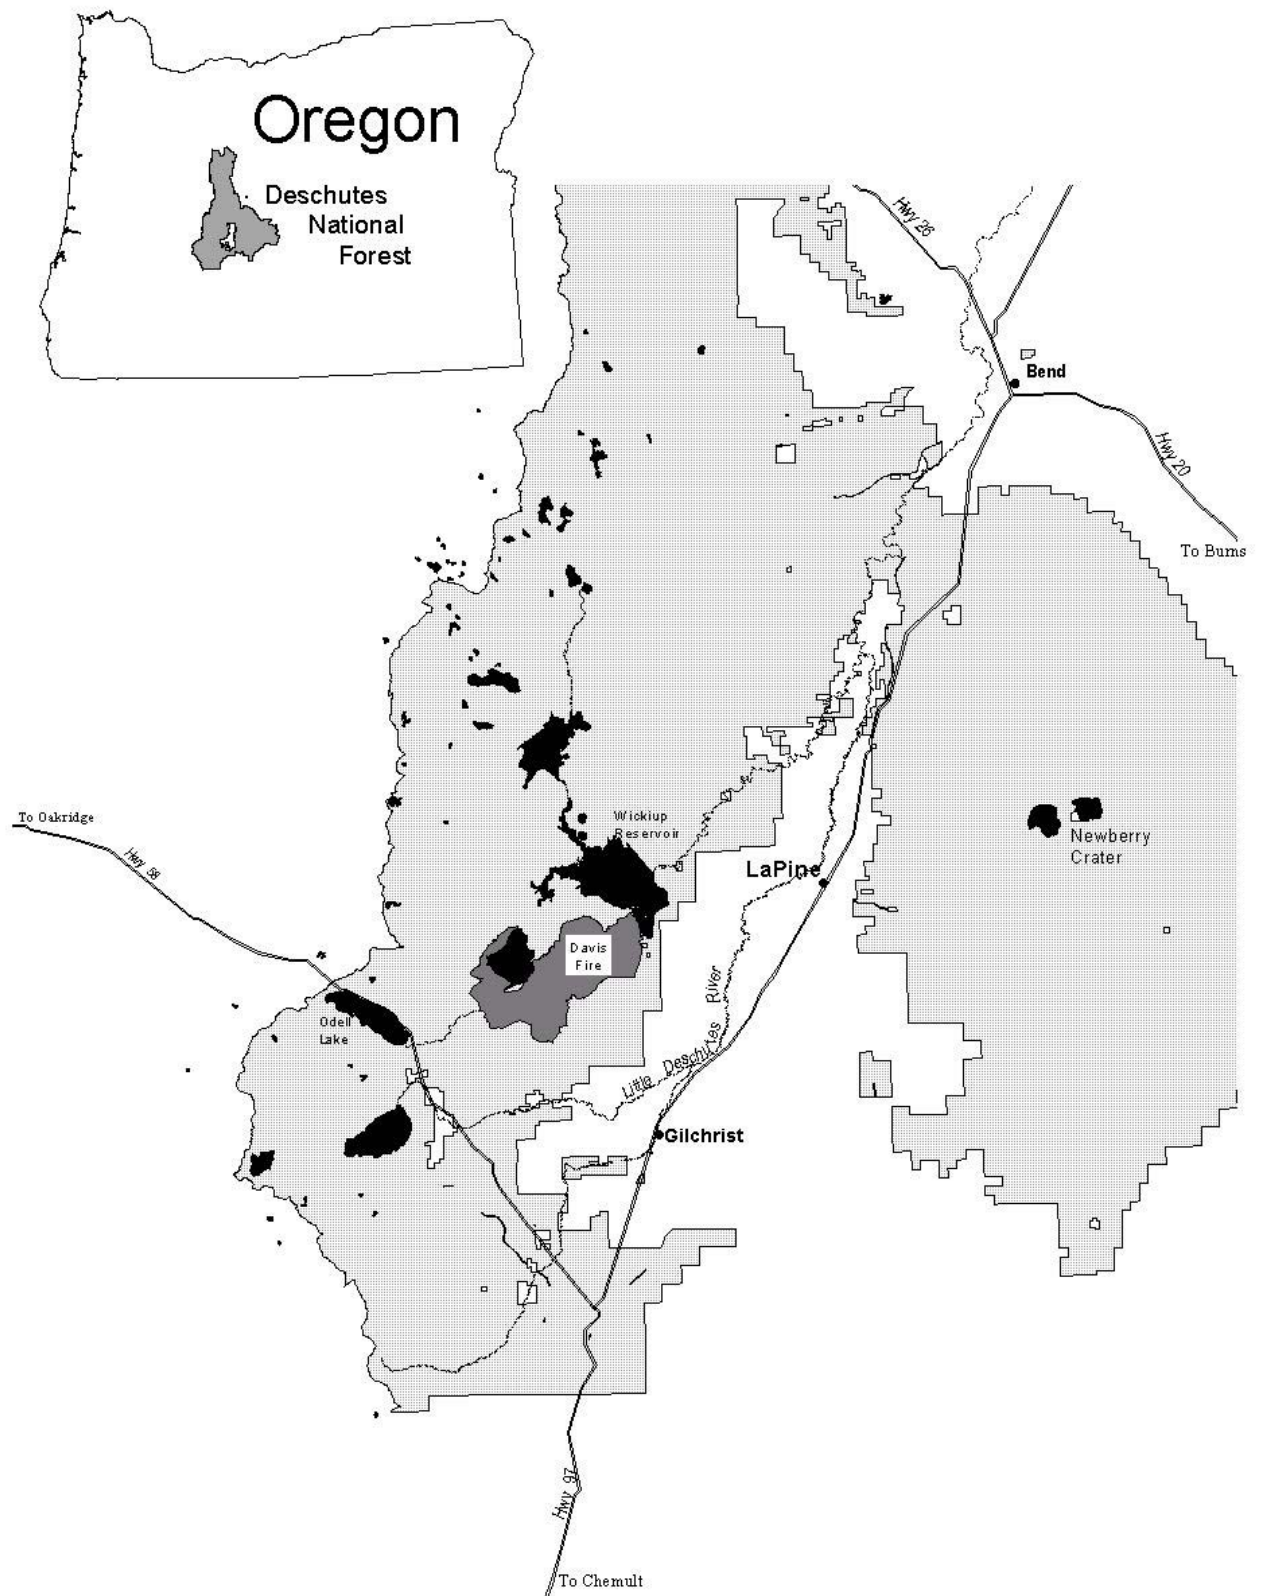 Oregon
Deschutes
National
Forest
Hwy 26
Bend
Hwy 20
To Burns
To Oakridge
Hwy 58
Wickiup
Reservoir
Newberry
Crater
LaPine
Davis
Fire
Odell
Lake
Little Deschutes River
Gilchrist
Hwy 97
To Chemult